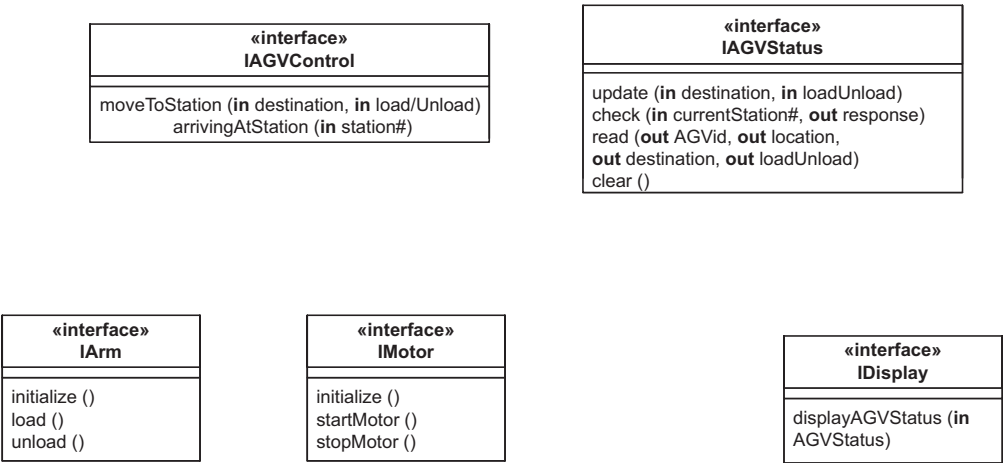 «interface»
IAGVControl
moveToStation (in destination, in load/Unload)
arrivingAtStation (in station#)
«interface»
IAGVStatus
update (in destination, in loadUnload)
check (in currentStation#, out response)
read (out AGVid, out location,
out destination, out loadUnload)
clear ()
«interface»
IArm
initialize ()
load ()
unload ()
«interface»
IMotor
initialize ()
startMotor ()
stopMotor ()
«interface»
IDisplay
displayAGVStatus (in
AGVStatus)